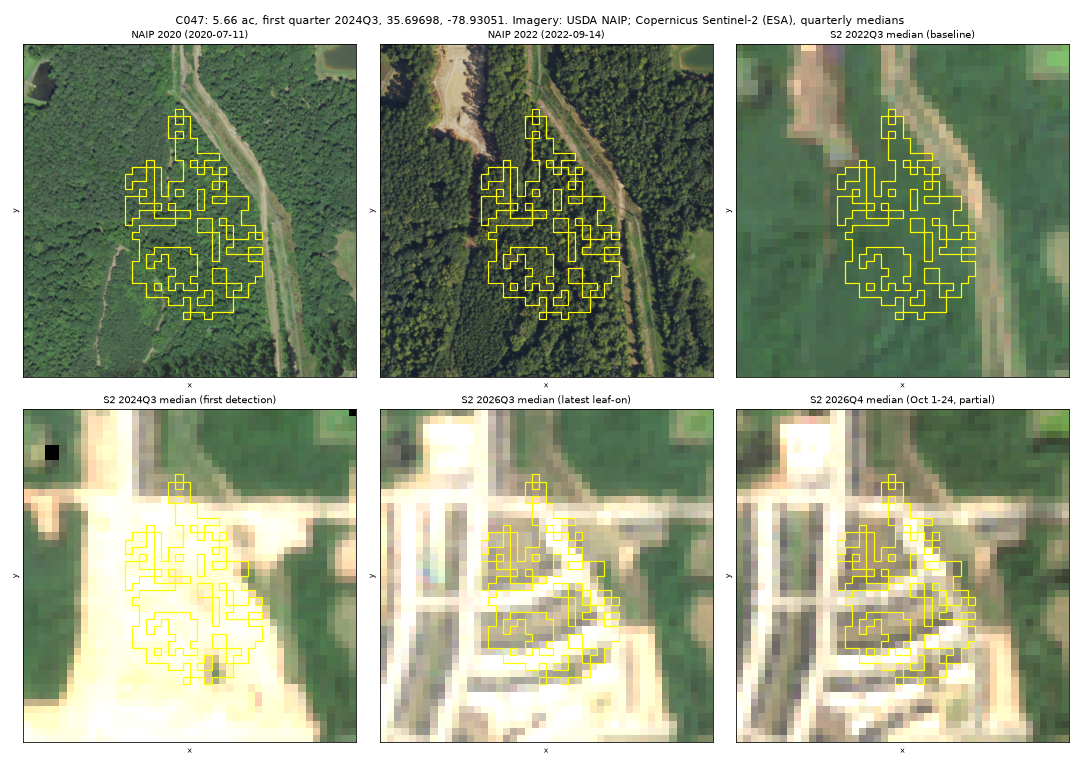 C047: 5.66 ac, first quarter 2024Q3, 35.69698, -78.93051. Imagery: USDA NAIP; Copernicus Sentinel-2 (ESA), quarterly medians
NAIP 2020 (2020-07-11)
NAIP 2022 (2022-09-14)
S2 2022Q3 median (baseline)
y
x
y
x
y
x
S2 2024Q3 median (first detection)
S2 2026Q3 median (latest leaf-on)
S2 2026Q4 median (Oct 1-24, partial)
y
x
y
x
y
x